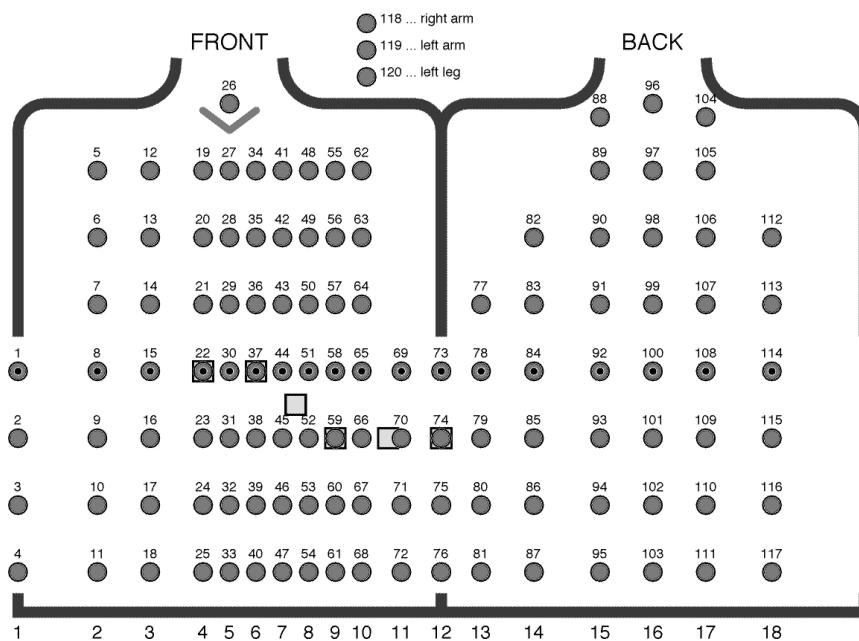 118 ... right arm
FRONT 119 ... left arm BACK
120 ... left leg
26 96
88 104
5 12 19 27 34 41 48 55 62 89 97 105
6 13 20 28 35 42 49 56 63 82 90 98 106 112
7 14 21 29 36 43 50 57 64 77 83 91 99 107 113
1 8 15 22 30 37 44 51 58 65 69 73 78 84 92 100 108 114
2 9 16 23 31 38 45 52 59 66 70 74 79 85 93 101 109 115
3 10 17 24 32 39 46 53 60 67 71 75 80 86 94 102 110 116
4 11 18 25 33 40 47 54 61 68 72 76 81 87 95 103 111 117
1 2 3 4 5 6 7 8 9 10 11 12 13 14 15 16 17 18